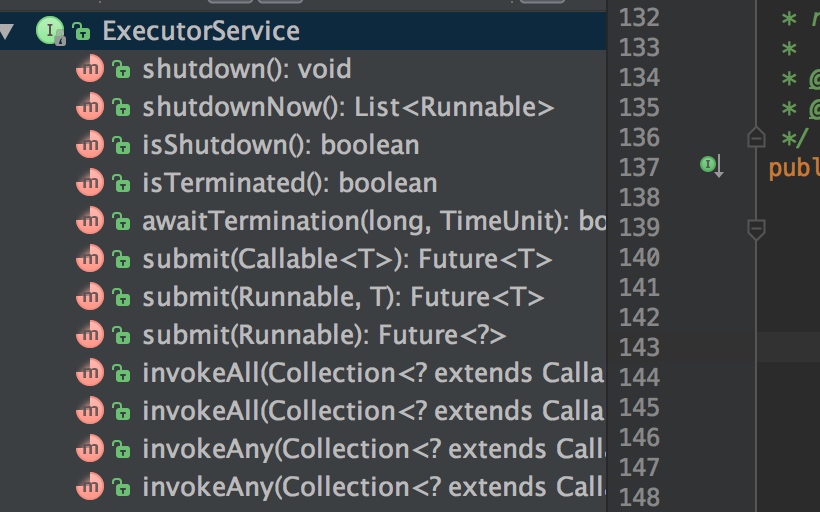 ExecutorService
shutdown(): void
shutdownNow(): List<Runnable>
isShutdown(): boolean
isTerminated(): boolean
awaitTermination(long, TimeUnit): bo
submit(Callable<T>): Future<T>
submit(Runnable, T): Future<T>
submit(Runnable): Future<?>
invokeAll(Collection<? extends Calla
invokeAll(Collection<? extends Calla
invokeAny(Collection<? extends Call
invokeAny(Collection<? extends Call
132 * r
133 *
134 * @
135 * @
136 */
137 publ
138
139
140
141
142
143
144
145
146
147
148